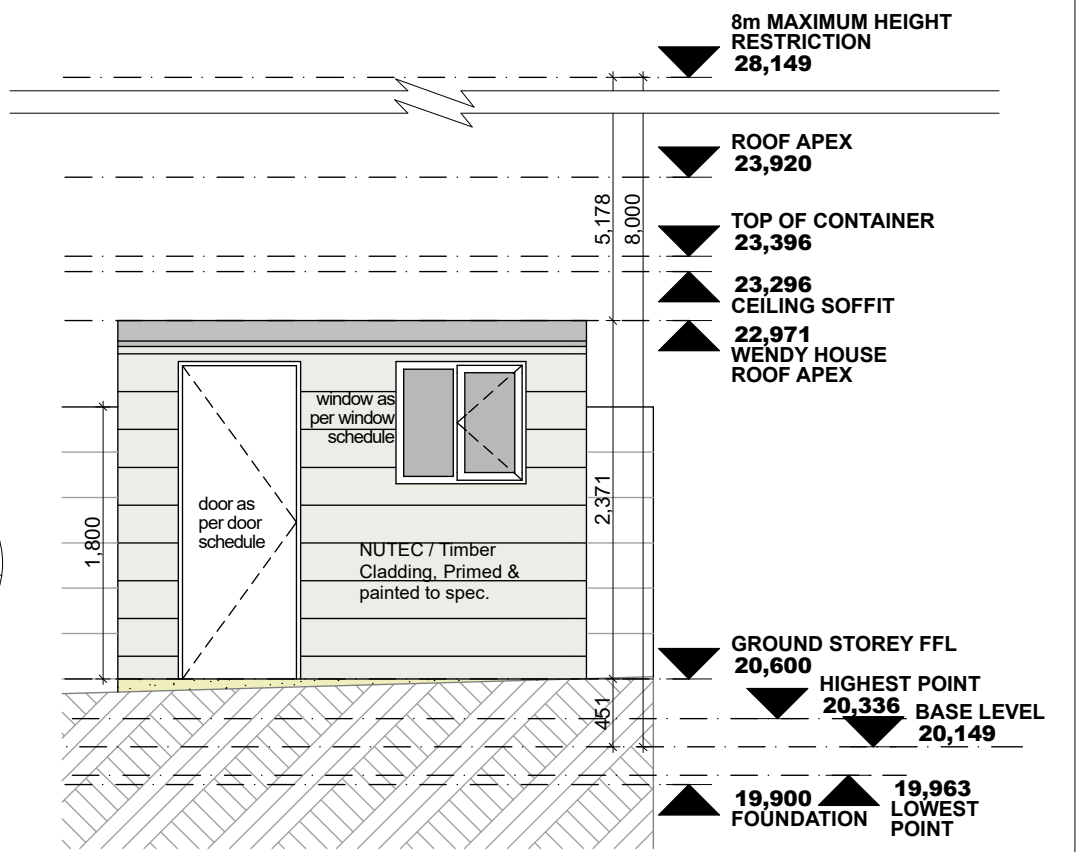 8m MAXIMUM HEIGHT
RESTRICTION
28,149
ROOF APEX
23,920
5,178
8,000
TOP OF CONTAINER
23,396
23,296
CEILING SOFFIT
22,971
WENDY HOUSE
ROOF APEX
window as
per window
schedule
1,800
door as
per door
schedule
2,371
NUTEC / Timber
Cladding, Primed &
painted to spec.
GROUND STOREY FFL
20,600
HIGHEST POINT
20,336
451
BASE LEVEL
20,149
19,900
FOUNDATION
19,963
LOWEST
POINT